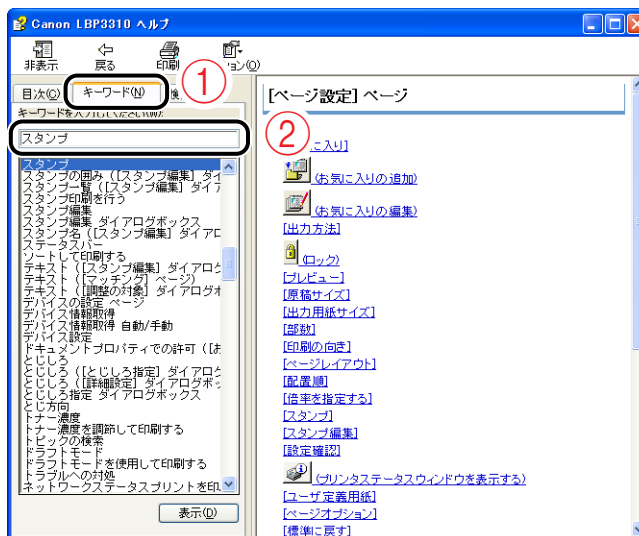 Canon LBP3310 ヘルプ
非表示
戻る
印刷
ョン(O)
目次(C)
キーワード(N)
検
①
キーワードを入力してください(W):
スタンプ
スタンプ
スタンプの囲み ([スタンプ編集] ダイ
スタンプ一覧 ([スタンプ編集] ダイア
スタンプ印刷を行う
スタンプ編集
スタンプ編集 ダイアログボックス
スタンプ名 ([スタンプ編集] ダイアロ
ステータスバー
ソートして印刷する
テキスト ([スタンプ編集] ダイアログ
テキスト ([マッチング] ページ)
テキスト ([調整の対象] ダイアログボ
デバイスの設定 ページ
デバイス情報取得
デバイス情報取得 自動/手動
デバイス設定
ドキュメントプロパティでの許可 ([お
とじしろ
とじしろ ([とじしろ指定] ダイアログ
とじしろ ([詳細設定] ダイアログボッ
とじしろ指定 ダイアログボックス
とじ方向
トナー濃度
トナー濃度を調節して印刷する
トピックの検索
ドラフトモード
ドラフトモードを使用して印刷する
トラブルへの対処
ネットワークステータスプリントを印
表示(D)
[ページ設定] ページ
②
に入り]
(お気に入りの追加)
(お気に入りの編集)
[出力方法]
(ロック)
[プレビュー]
[原稿サイズ]
[出力用紙サイズ]
[部数]
[印刷の向き]
[ページレイアウト]
[配置順]
[倍率を指定する]
[スタンプ]
[スタンプ編集]
[設定確認]
(プリンタステータスウィンドウを表示する)
[ユーザ定義用紙]
[ページオプション]
[標準に戻す]